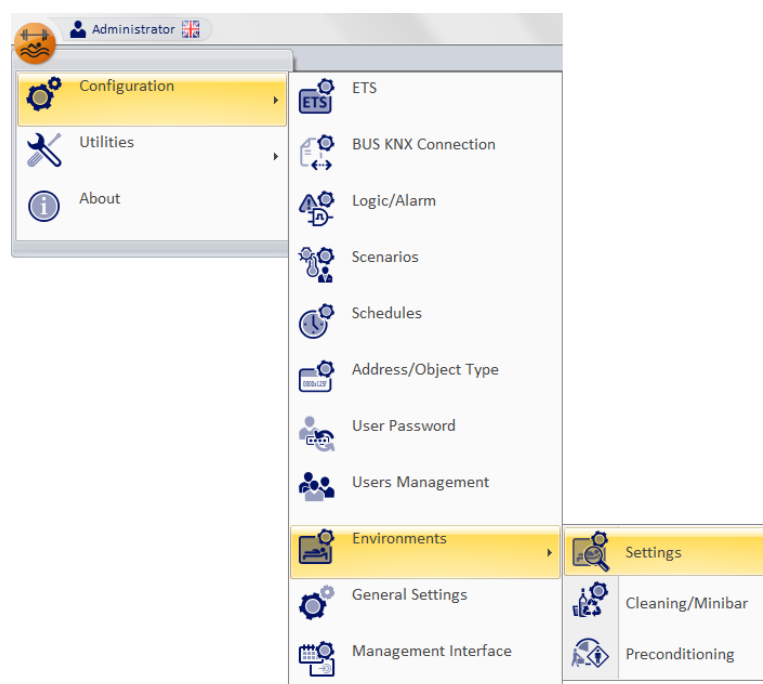 Administrator
Configuration
Utilities
About
ETS
ETS
BUS KNX Connection
Logic/Alarm
Scenarios
Schedules
Address/Object Type
User Password
Users Management
Environments
General Settings
Management Interface
Settings
Cleaning/Minibar
Preconditioning